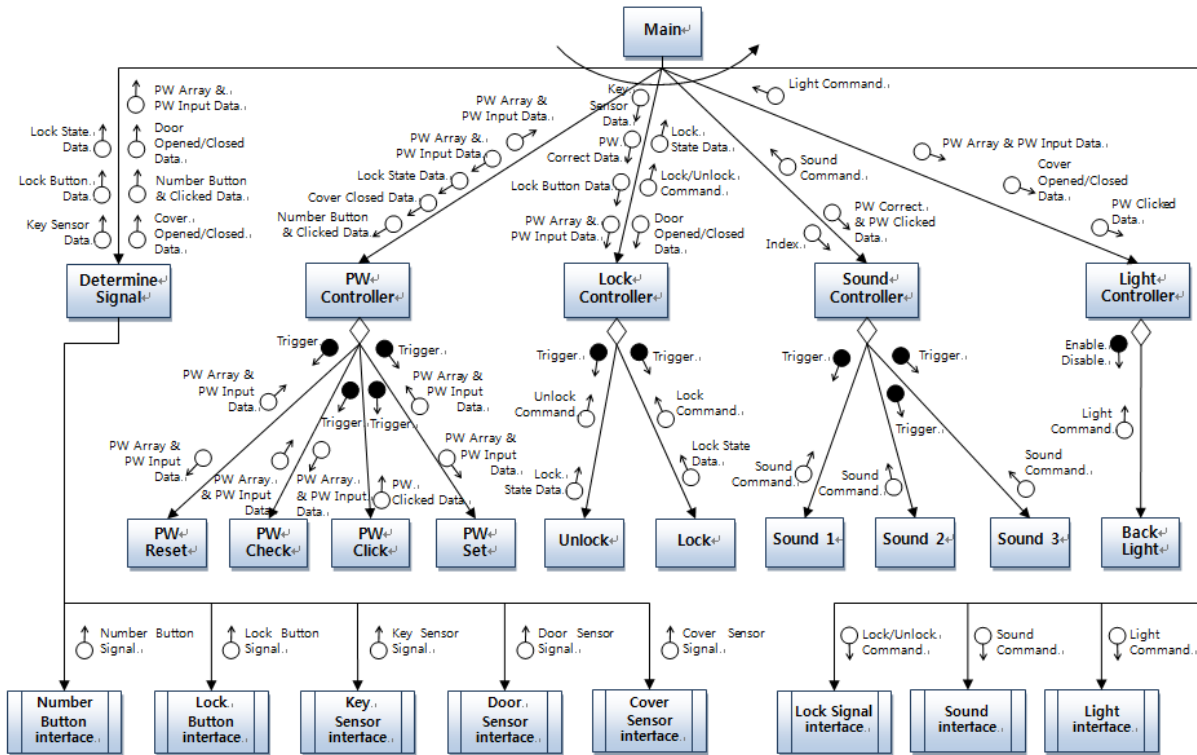 Main
PW Array &
PW Input Data.
Lock State.
Data.
Door
Opened/Closed
Data.
Lock Button.
Data.
Number Button
& Clicked Data.
Key Sensor
Data.
Cover.
Opened/Closed.
Data.
PW Array &
PW Input Data.
PW Array &.
PW Input Data.
Lock State Data.
Cover Closed Data.
Number Button
& Clicked Data.
Key.
Sensor
Data.
PW.
Correct Data.
Lock Button Data.
PW Array &.
PW Input Data.
Lock.
State Data.
Lock/Unlock.
Command.
Door
Opened/Closed
Data.
Light Command.
Sound
Command.
PW Correct.
& PW Clicked
Data.
Index.
PW Array & PW Input Data.
Cover
Opened/Closed
Data.
PW Clicked
Data.
Determine
Signal
PW
Controller
Lock
Controller
Sound
Controller
Light
Controller
Trigger.
Trigger.
PW Array &
PW Input
Data.
PW Array &
PW Input
Data.
Trigger.
Trigger.
PW Array &
PW Input
Data.
PW Array.
& PW Input
Data
PW Array.
& PW Input.
Data.
PW.
Clicked Data.
PW Array &
PW Input
Data.
Trigger.
Trigger.
Unlock
Command.
Lock
Command.
Lock.
State Data.
Lock State
Data.
Trigger.
Trigger.
Trigger.
Sound
Command.
Sound
Command.
Sound
Command.
Enable.
Disable.
Light
Command.
PW
Reset
PW
Check
PW
Click
PW
Set
Unlock
Lock
Sound 1
Sound 2
Sound 3
Back
Light
Number Button
Signal.
Lock Button
Signal.
Key Sensor
Signal.
Door Sensor
Signal.
Cover Sensor
Signal.
Lock/Unlock.
Command.
Sound
Command.
Light
Command.
Number
Button
interface.
Lock.
Button
interface.
Key.
Sensor
interface.
Door.
Sensor
interface.
Cover
Sensor
interface.
Lock Signal
interface.
Sound
interface.
Light
interface.